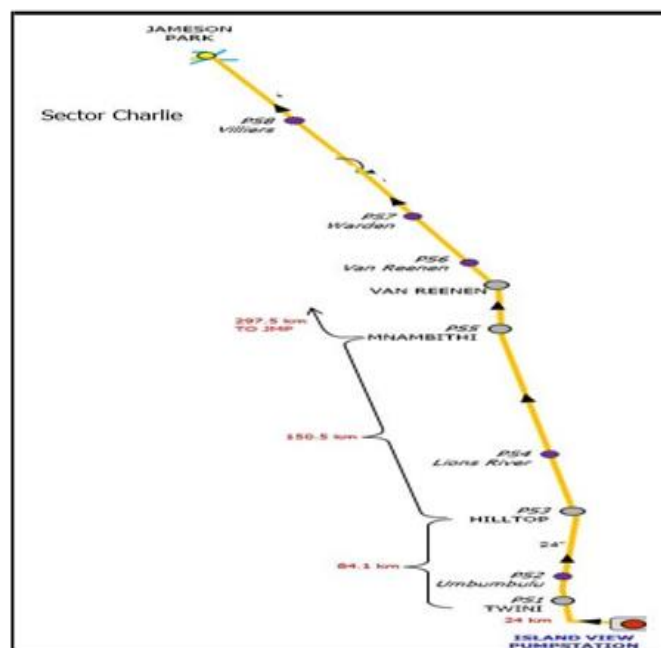 JAMESON
PARK
Sector Charlie
PS8
Villiers
PS7
Warden
PS6
Van Reenen
VAN REENEN
297.5 km
TO JMP
PS5
MNAMBITHI
150.5 km
PS4
Lions River
PS3
HILLTOP
24"
64.1 km
PS2
Umbumbulu
PS1
TWINI
24 km
ISLAND VIEW
PUMPSTATION